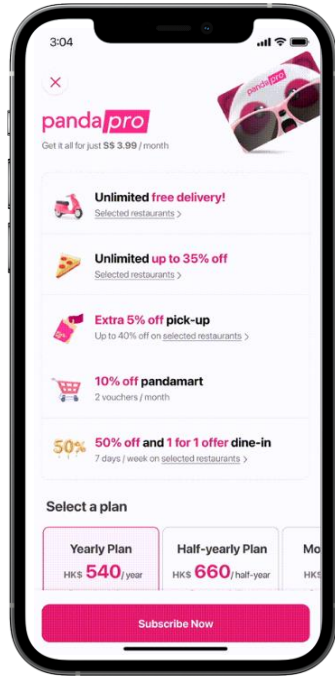 3:04
pandapro
pandapro
Get it all for just S$ 3.99 / month
Unlimited free delivery!
Selected restaurants >
Unlimited up to 35% off
Selected restaurants >
Extra 5% off pick-up
Up to 40% off on selected restaurants >
10% off pandamart
2 vouchers / month
50%
50% off and 1 for 1 offer dine-in
7 days / week on selected restaurants >
Select a plan
Yearly Plan
HK$ 540/year
Half-yearly Plan
HK$ 660/half-year
Mo
HK$
Subscribe Now